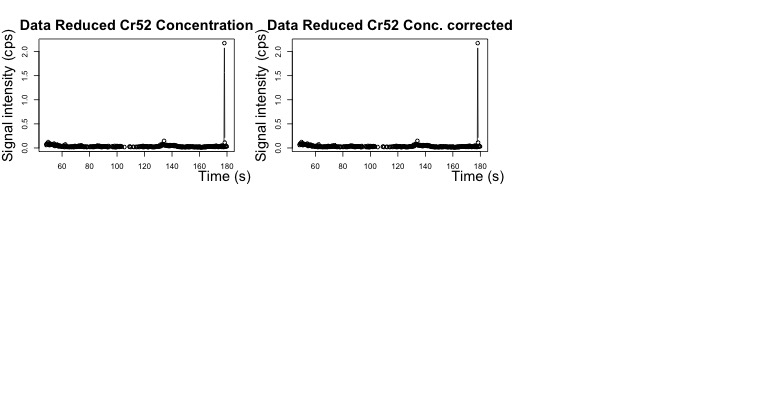 Data Reduced Cr52 Concentration
Signal intensity (cps)
0.0 0.5 1.0 1.5 2.0
60 80 100 120 140 160 180
Time (s)
Data Reduced Cr52 Conc. corrected
Signal intensity (cps)
0.0 0.5 1.0 1.5 2.0
60 80 100 120 140 160 180
Time (s)